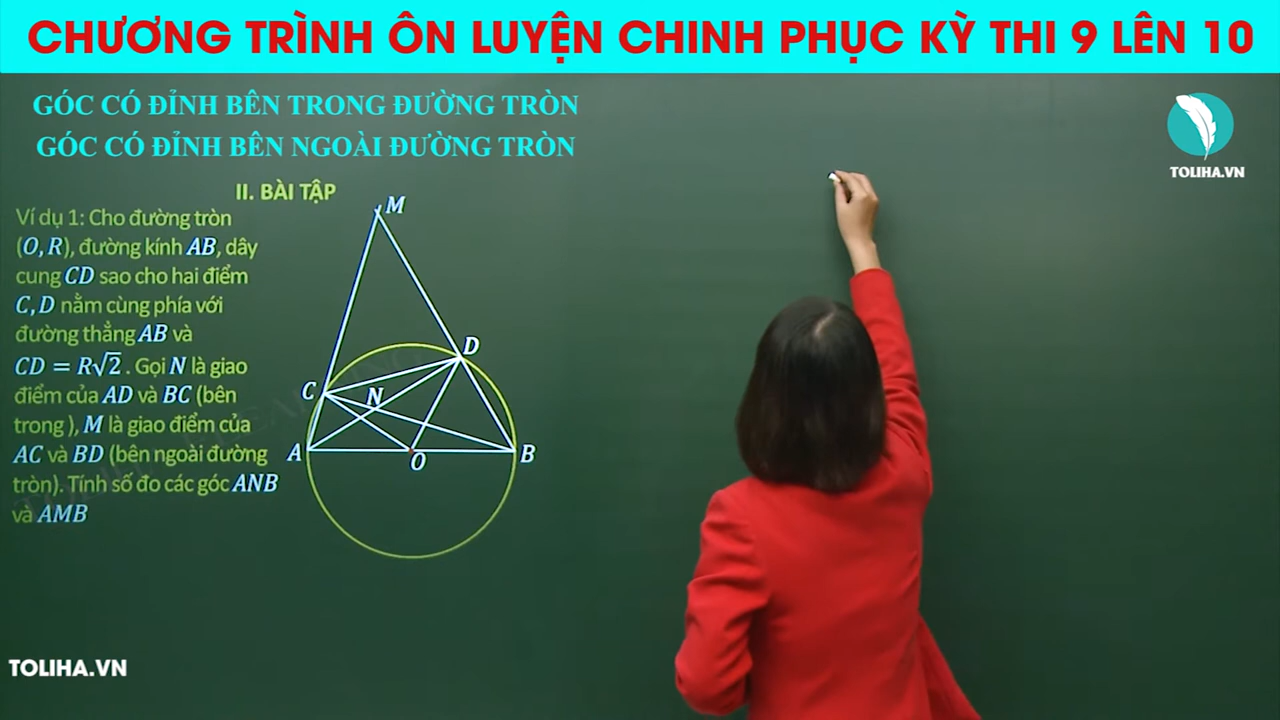 CHƯƠNG TRÌNH ÔN LUYỆN CHINH PHỤC KỲ THI 9 LÊN 10
GÓC CÓ ĐỈNH BÊN TRONG ĐƯỜNG TRÒN
GÓC CÓ ĐỈNH BÊN NGOÀI ĐƯỜNG TRÒN
TOLIHA.VN
II. BÀI TẬP
Ví dụ 1: Cho đường tròn
(O, R), đường kính AB, dây
cung CD sao cho hai điểm
C, D nằm cùng phía với
đường thẳng AB và
CD = R√2 . Gọi N là giao
điểm của AD và BC (bên
trong ), M là giao điểm của
AC và BD (bên ngoài đường
tròn). Tính số đo các góc ANB
và AMB
M
D
C
N
A
O
B
TOLIHA.VN